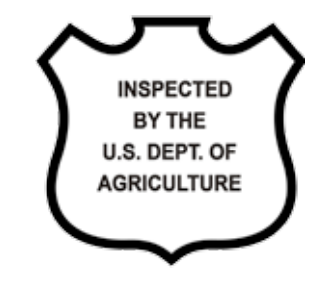 INSPECTED
BY THE
U.S. DEPT. OF
AGRICULTURE